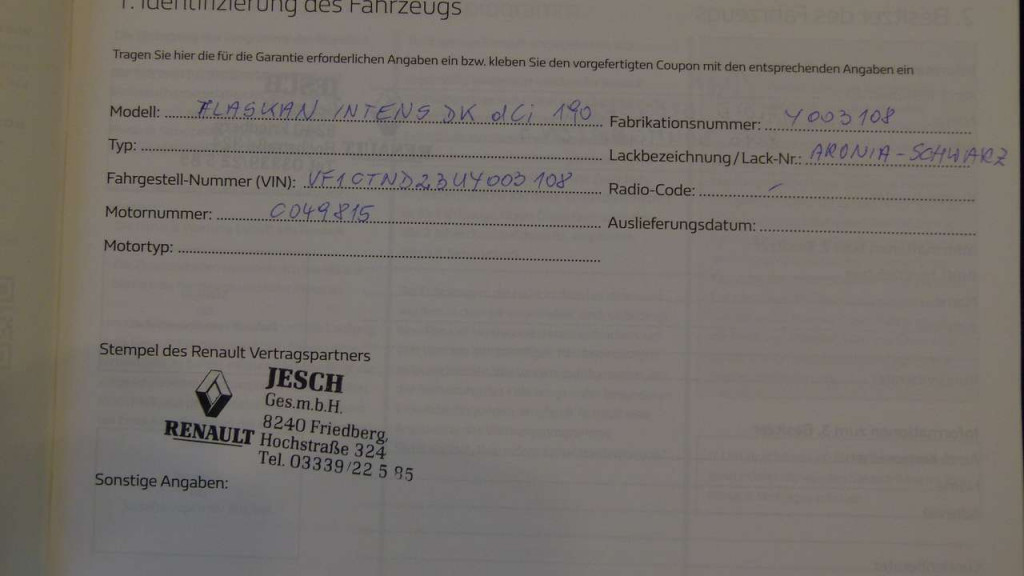 1. Identifizierung des Fahrzeugs
Tragen Sie hier die für die Garantie erforderlichen Angaben ein bzw. kleben Sie den vorgefertigten Coupon mit den entsprechenden Angaben ein
Modell: ALASKAN INTENS DK dCi 190
Fabrikationsnummer: Y003108
Typ:
Lackbezeichnung/Lack-Nr.: ARONIA-SCHWARZ
Fahrgestell-Nummer (VIN): VF1CTND23UY003108
Radio-Code: -
Motornummer: C049815
Auslieferungsdatum:
Motortyp:
Stempel des Renault Vertragspartners
RENAULT
JESCH
Ges.m.b.H.
8240 Friedberg,
Hochstraße 324
Tel. 03339/22 5 85
Sonstige Angaben: